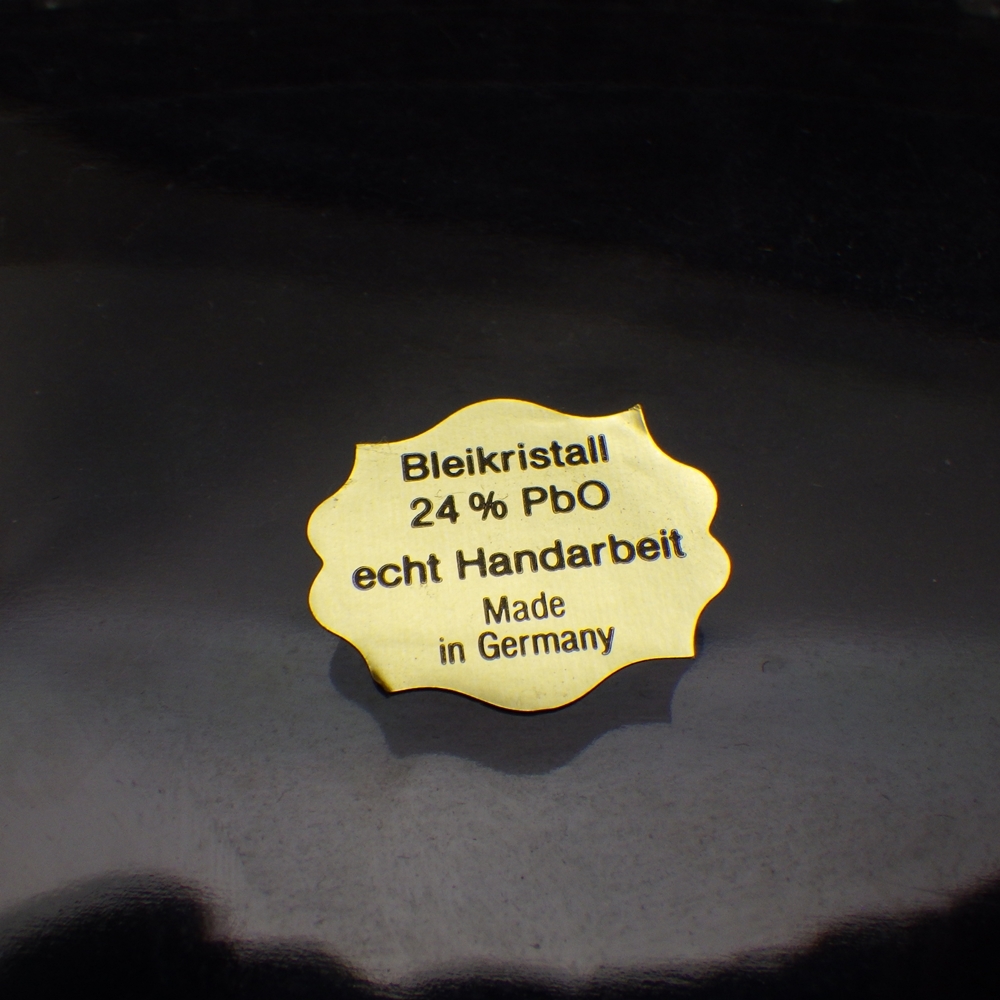 Bleikristall
24 % PbO
echt Handarbeit
Made
in Germany